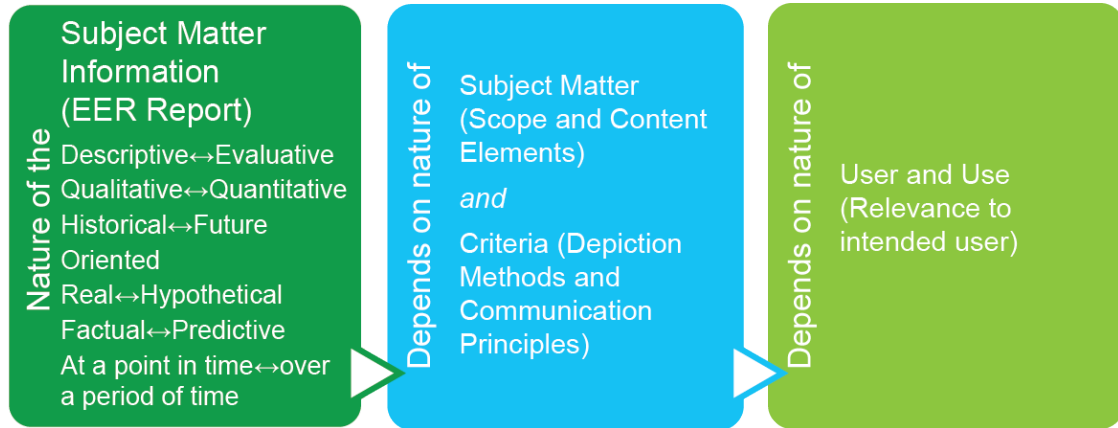 Nature of the
Subject Matter
Information
(EER Report)
Descriptive↔Evaluative
Qualitative↔Quantitative
Historical↔Future
Oriented
Real↔Hypothetical
Factual↔Predictive
At a point in time↔over
a period of time
Depends on nature of
Subject Matter
(Scope and Content
Elements)
and
Criteria (Depiction
Methods and
Communication
Principles)
Depends on nature of
User and Use
(Relevance to
intended user)